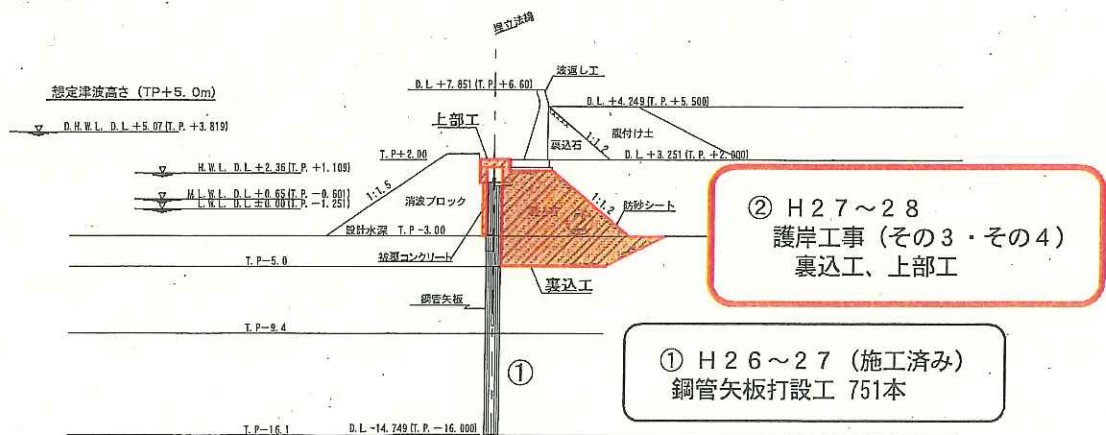 埋立法線
想定津波高さ (TP+5.0m)
D.L.+7.851(T.P.+6.60)
波返し工
D.L.+4.249(T.P.+5.500)
D.H.W.L. D.L+5.07(T.P.+3.819)
上部工
裏込石
1:1.2
腹付け土
T.P+2.00
D.L+3.251(T.P.+2.000)
H.W.L. D.L+2.36(T.P.+1.109)
M.L.W.L. D.L+0.65(T.P.-0.601)
L.W.L. D.L±0.00(T.P.-1.251)
1:1.5
消波ブロック
②
1:1.2
防砂シート
設計水深 T.P-3.00
T.P-5.0
被覆コンクリート
裏込工
鋼管矢板
T.P-9.4
①
T.P-16.1
D.L-14.749(T.P.-16.000)
② H27~28
護岸工事(その3・その4)
裏込工、上部工
① H26~27(施工済み)
鋼管矢板打設工 751本